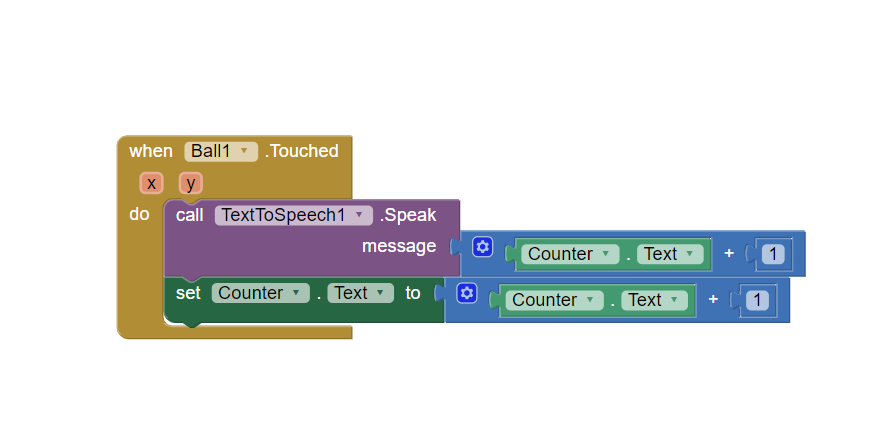 when Ball1 .Touched
x y
do call TextToSpeech1 .Speak
message Counter . Text + 1
set Counter . Text to Counter . Text + 1